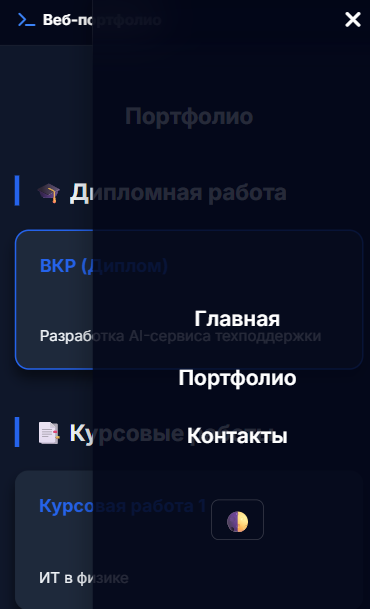 Веб-портфолио
Портфолио
Дипломная работа
ВКР (Диплом)
Главная
Разработка AI-сервиса техподдержки
Портфолио
Курсовые работы
Контакты
Курсовая работа 1
ИТ в физике